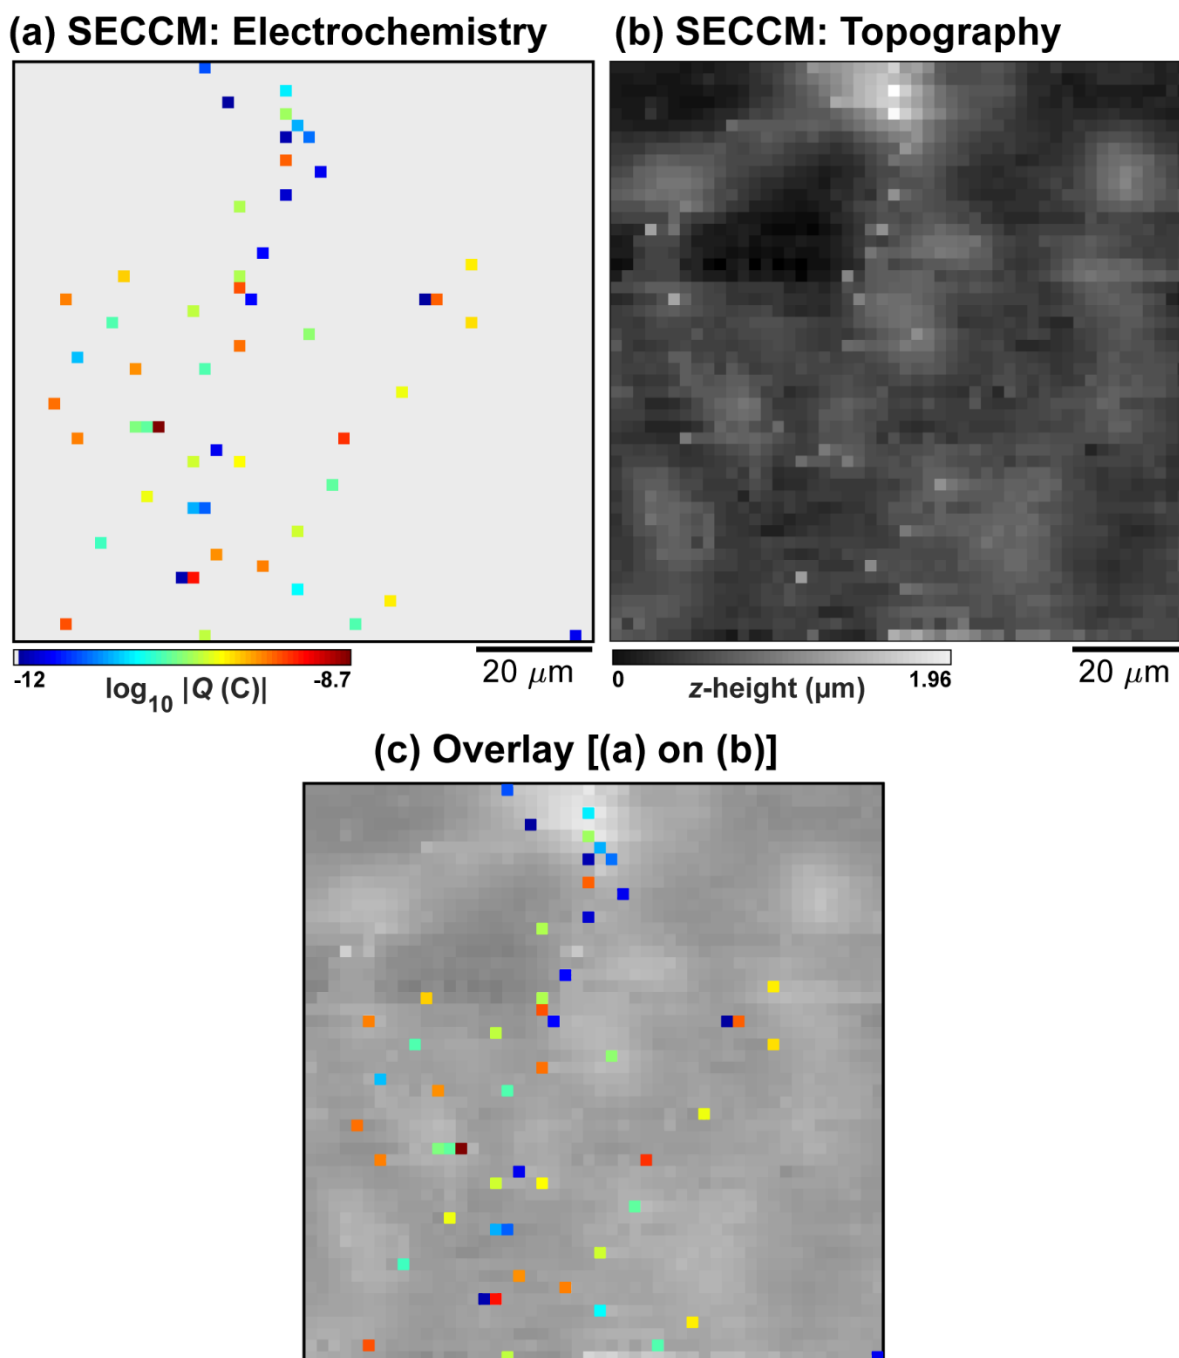 (a) SECCM: Electrochemistry
(b) SECCM: Topography
-12
log10 |Q (C)|
-8.7
20 μm
0
z-height (μm)
1.96
20 μm
(c) Overlay [(a) on (b)]